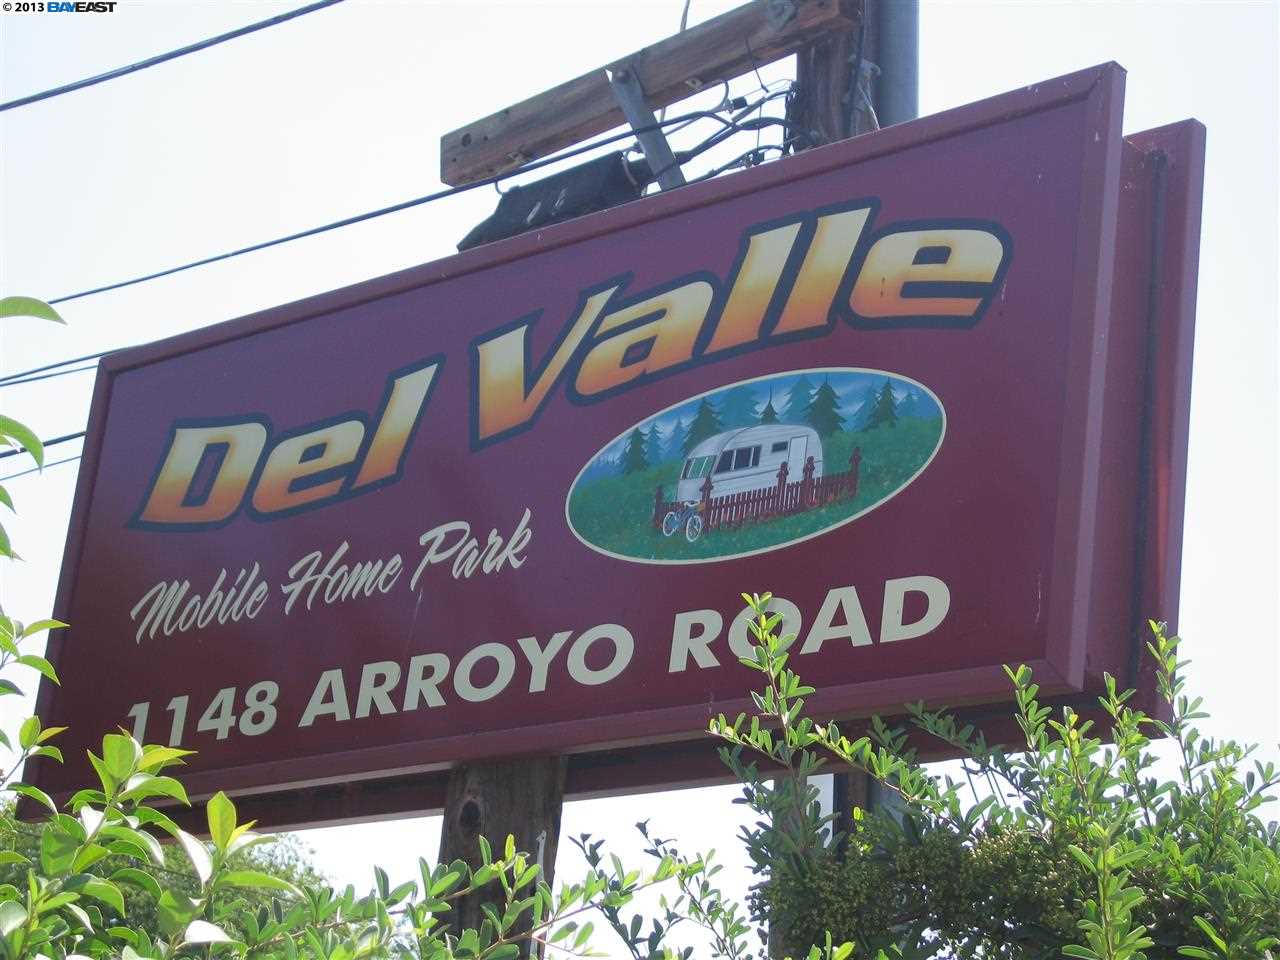 © 2013 BAYEAST
Del Valle
Mobile Home Park
1148 ARROYO ROAD